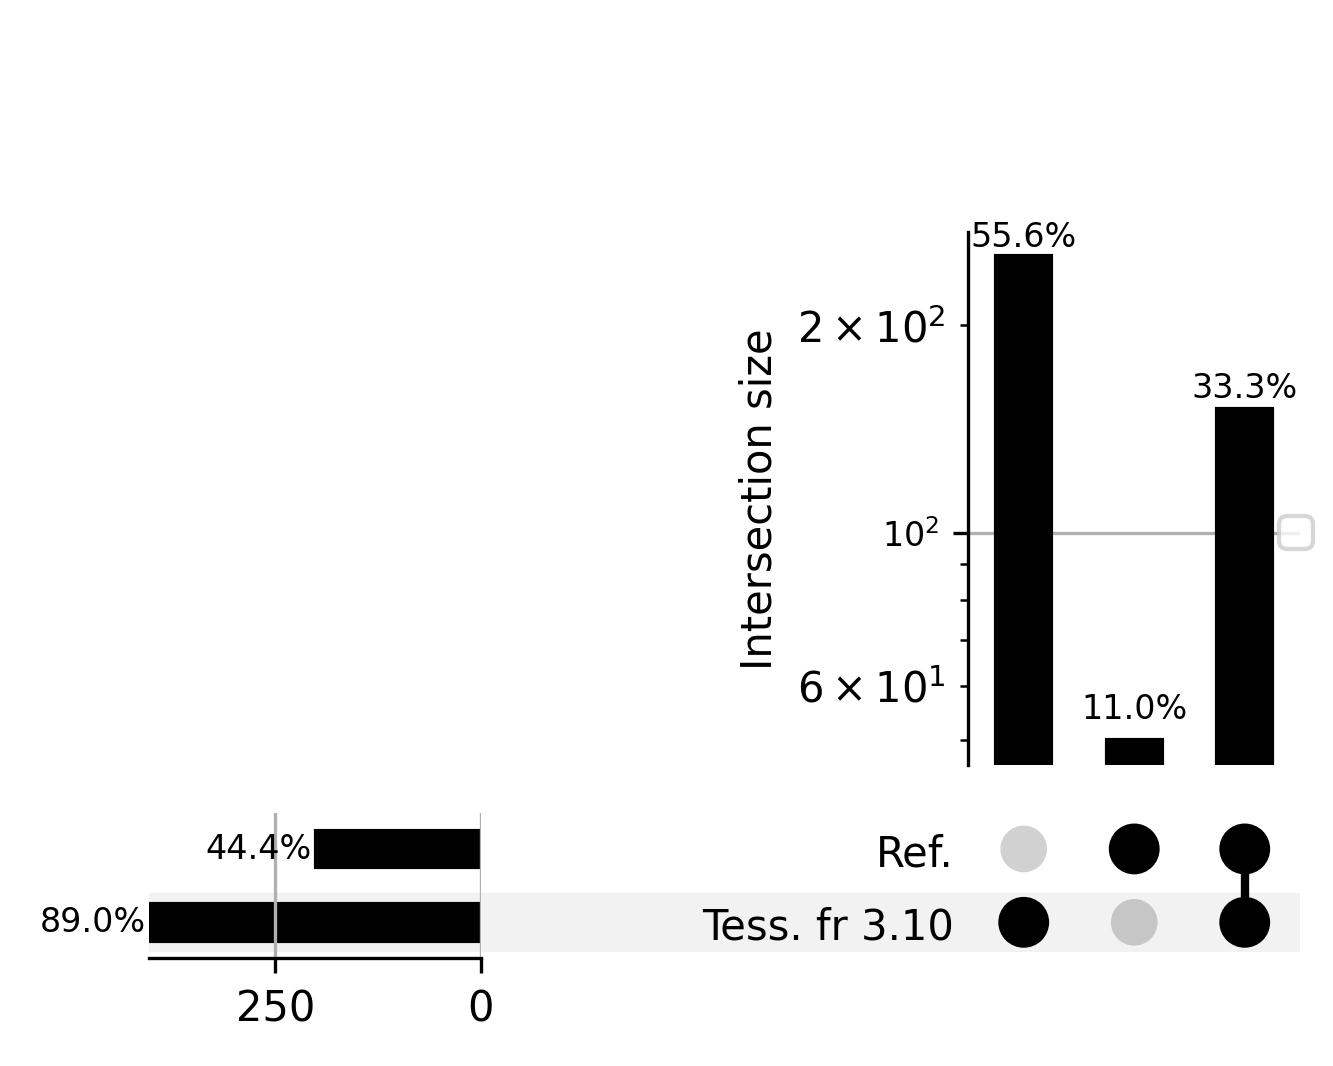 55.6%
2 × 10²
33.3%
Intersection size
10²
6 × 10¹
11.0%
44.4%
Ref.
89.0%
Tess. fr 3.10
250
0